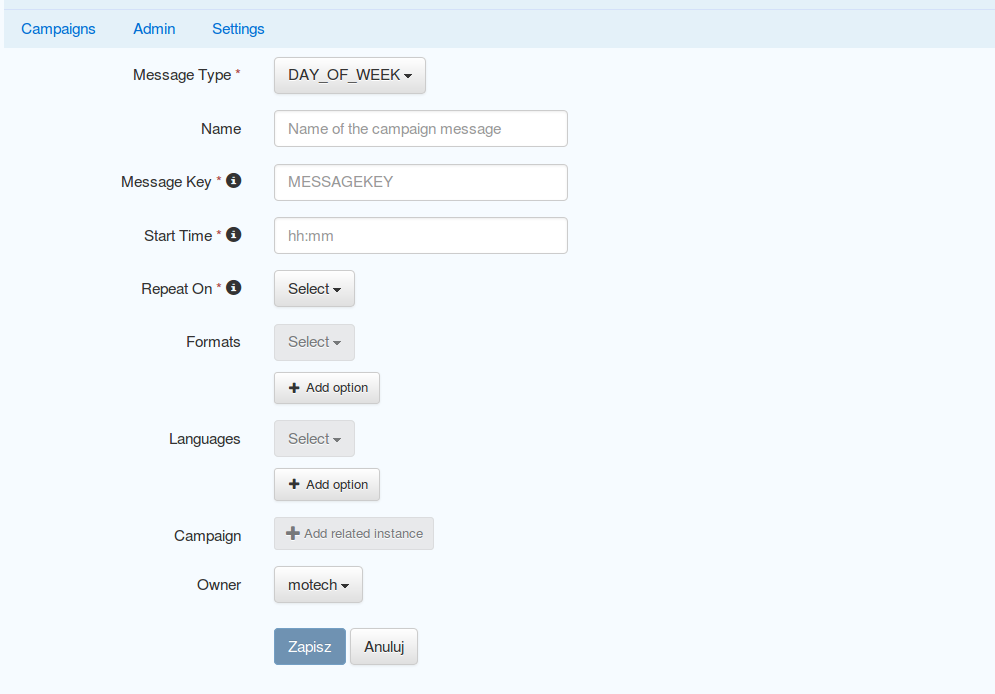 Campaigns Admin Settings
Message Type * DAY_OF_WEEK
Name Name of the campaign message
Message Key * MESSAGEKEY
Start Time * hh:mm
Repeat On * Select
Formats Select
Add option
Languages Select
Add option
Campaign Add related instance
Owner motech
Zapisz Anuluj